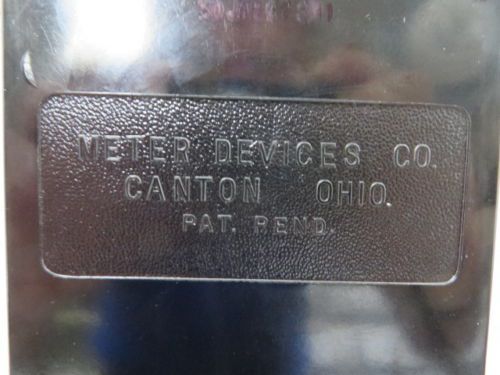 METER DEVICES CO.
CANTON OHIO.
PAT. PEND.